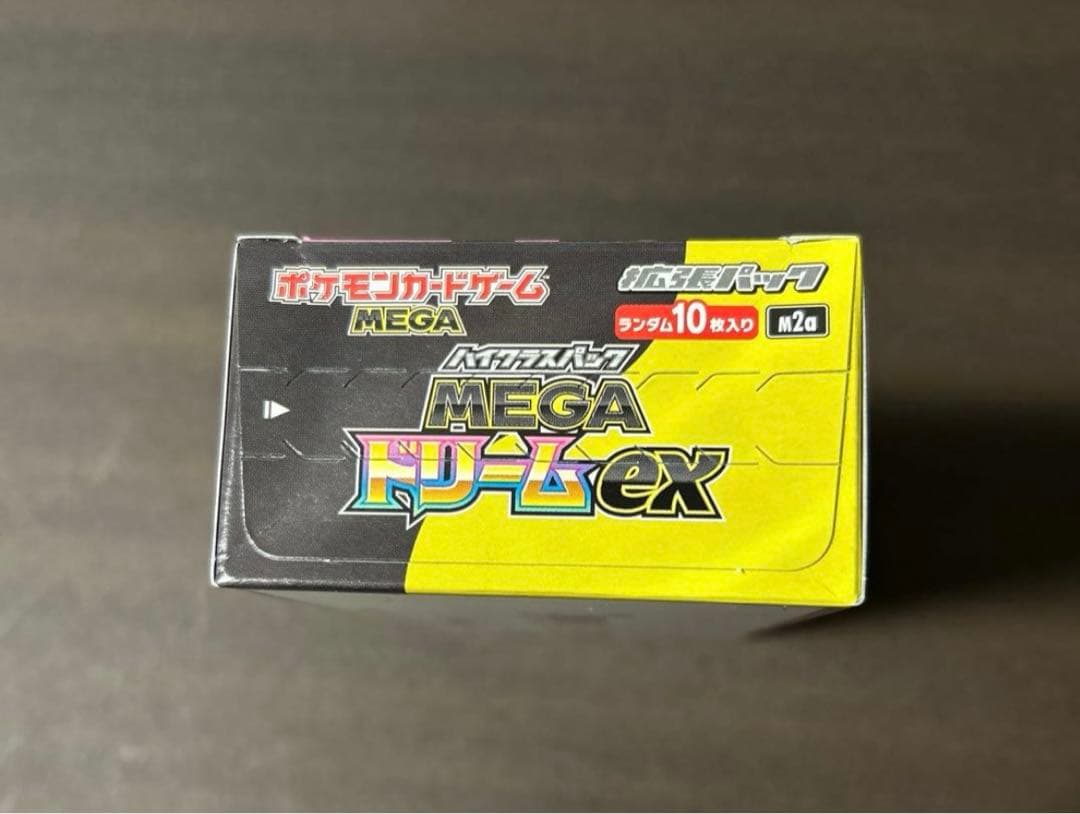 ポケモンカードゲーム
MEGA
拡張パック
ランダム10枚入り M2a
ハイクラスパック
MEGA
ドリームex